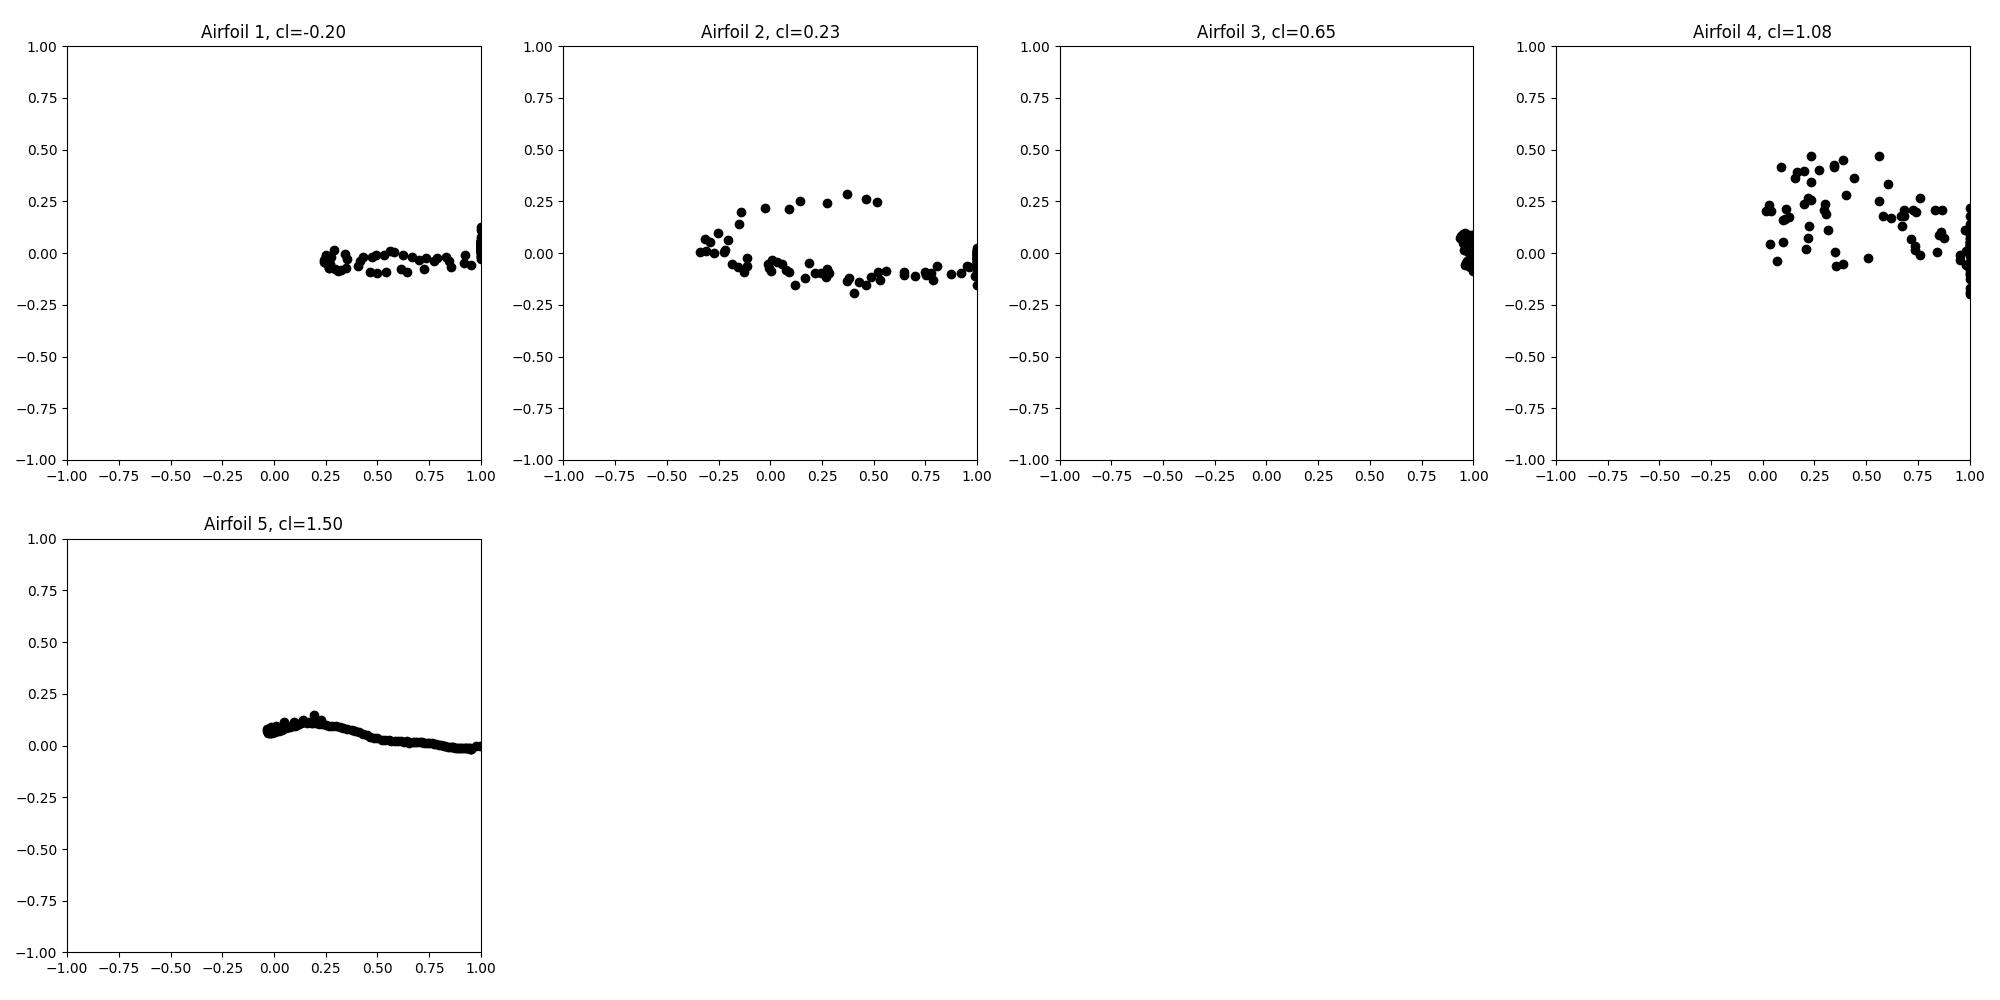 Airfoil 1, cl=-0.20
Airfoil 2, cl=0.23
Airfoil 3, cl=0.65
Airfoil 4, cl=1.08
1.00 1.00 1.00 1.00
0.75 0.75 0.75 0.75
0.50 0.50 0.50 0.50
0.25 0.25 0.25 0.25
0.00 0.00 0.00 0.00
−0.25 −0.25 −0.25 −0.25
−0.50 −0.50 −0.50 −0.50
−0.75 −0.75 −0.75 −0.75
−1.00 −1.00 −1.00 −1.00
−1.00 −0.75 −0.50 −0.25 0.00 0.25 0.50 0.75 1.00
−1.00 −0.75 −0.50 −0.25 0.00 0.25 0.50 0.75 1.00
−1.00 −0.75 −0.50 −0.25 0.00 0.25 0.50 0.75 1.00
−1.00 −0.75 −0.50 −0.25 0.00 0.25 0.50 0.75 1.00
Airfoil 5, cl=1.50
1.00
0.75
0.50
0.25
0.00
−0.25
−0.50
−0.75
−1.00
−1.00 −0.75 −0.50 −0.25 0.00 0.25 0.50 0.75 1.00